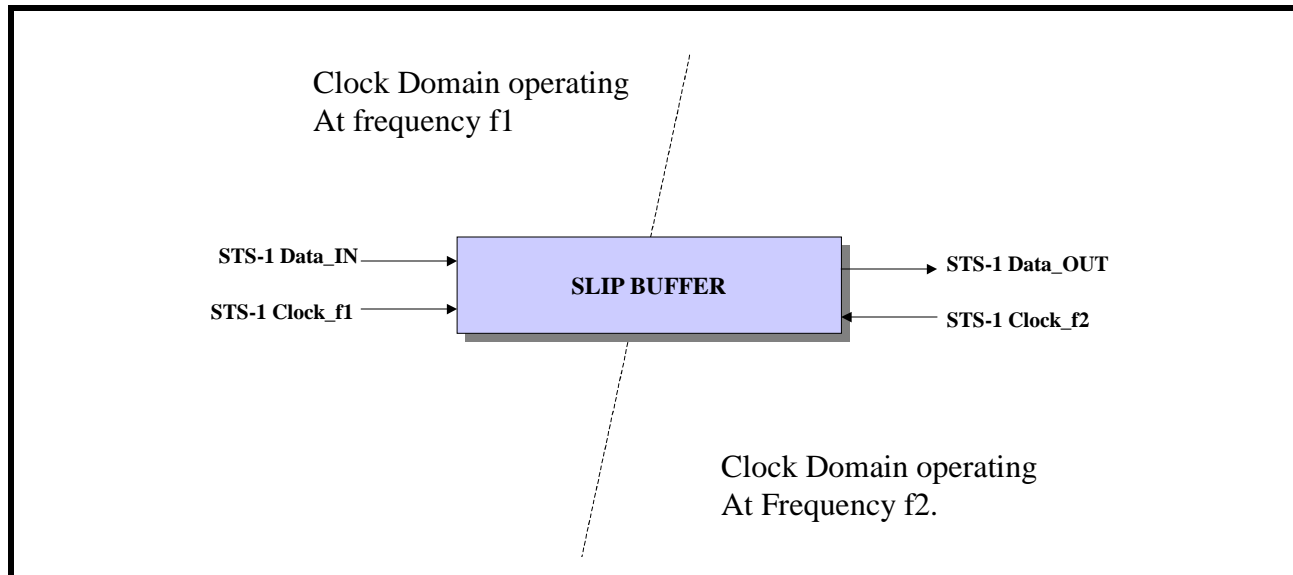 Clock Domain operating
At frequency f1
STS-1 Data_IN
STS-1 Clock_f1
SLIP BUFFER
STS-1 Data_OUT
STS-1 Clock_f2
Clock Domain operating
At Frequency f2.